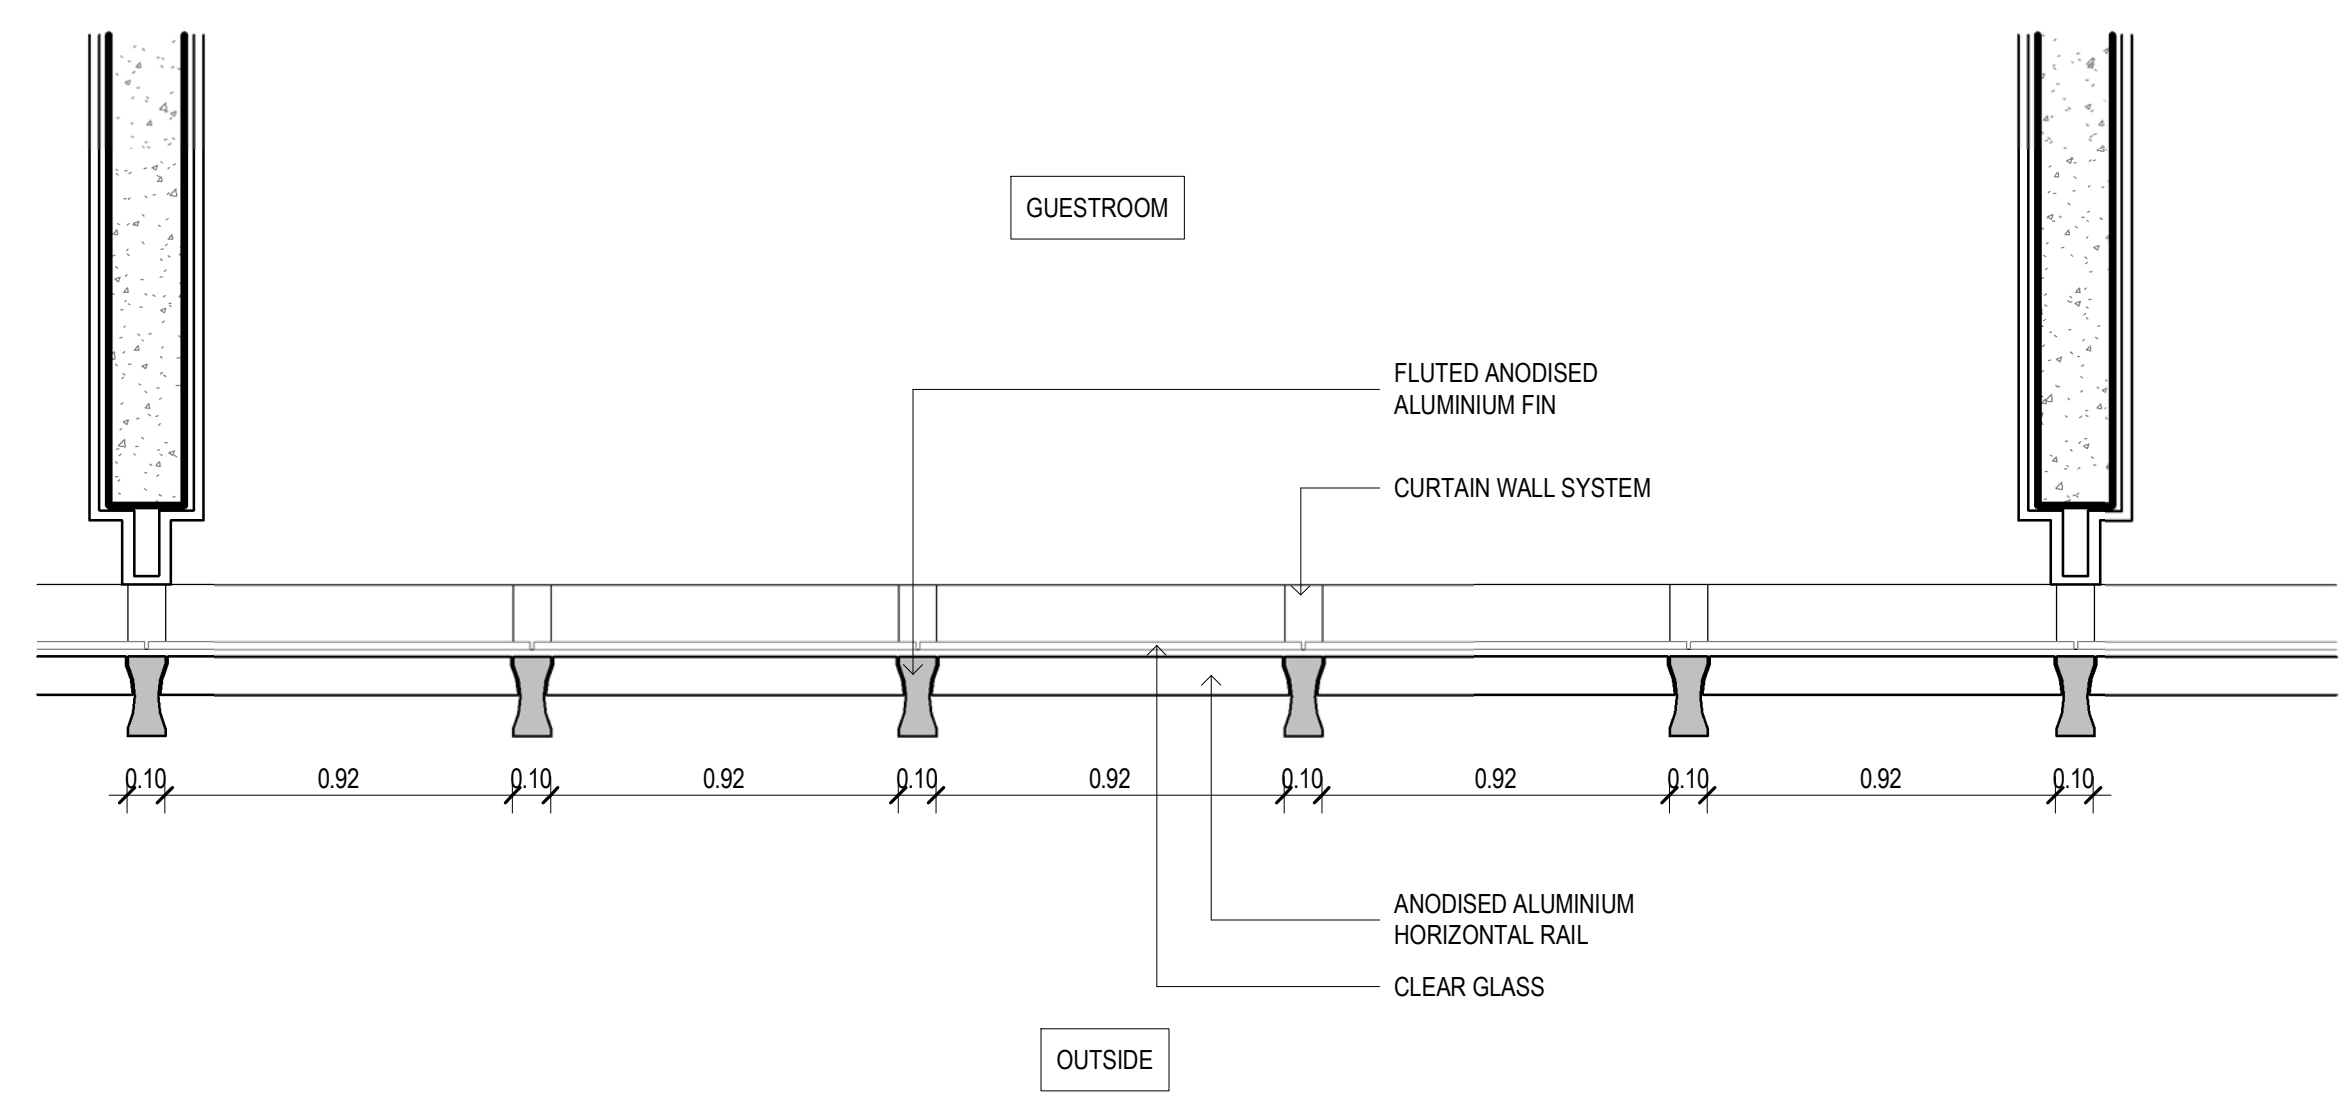 GUESTROOM
FLUTED ANODISED
ALUMINIUM FIN
CURTAIN WALL SYSTEM
0.10 0.92 0.10 0.92 0.10 0.92 0.10 0.92 0.10 0.92 0.10
ANODISED ALUMINIUM
HORIZONTAL RAIL
CLEAR GLASS
OUTSIDE